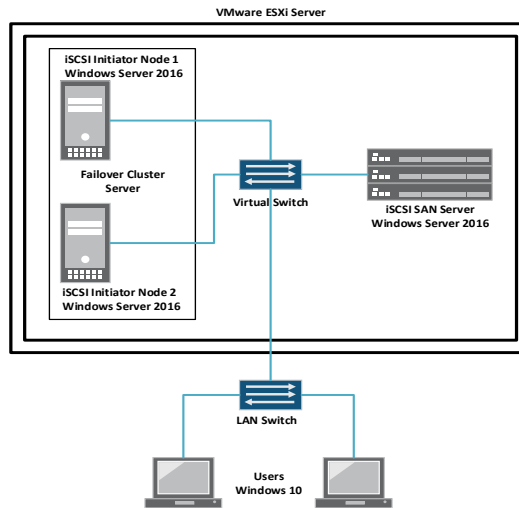 VMware ESXi Server
iSCSI Initiator Node 1
Windows Server 2016
Failover Cluster
Server
Virtual Switch
iSCSI SAN Server
Windows Server 2016
iSCSI Initiator Node 2
Windows Server 2016
LAN Switch
Users
Windows 10